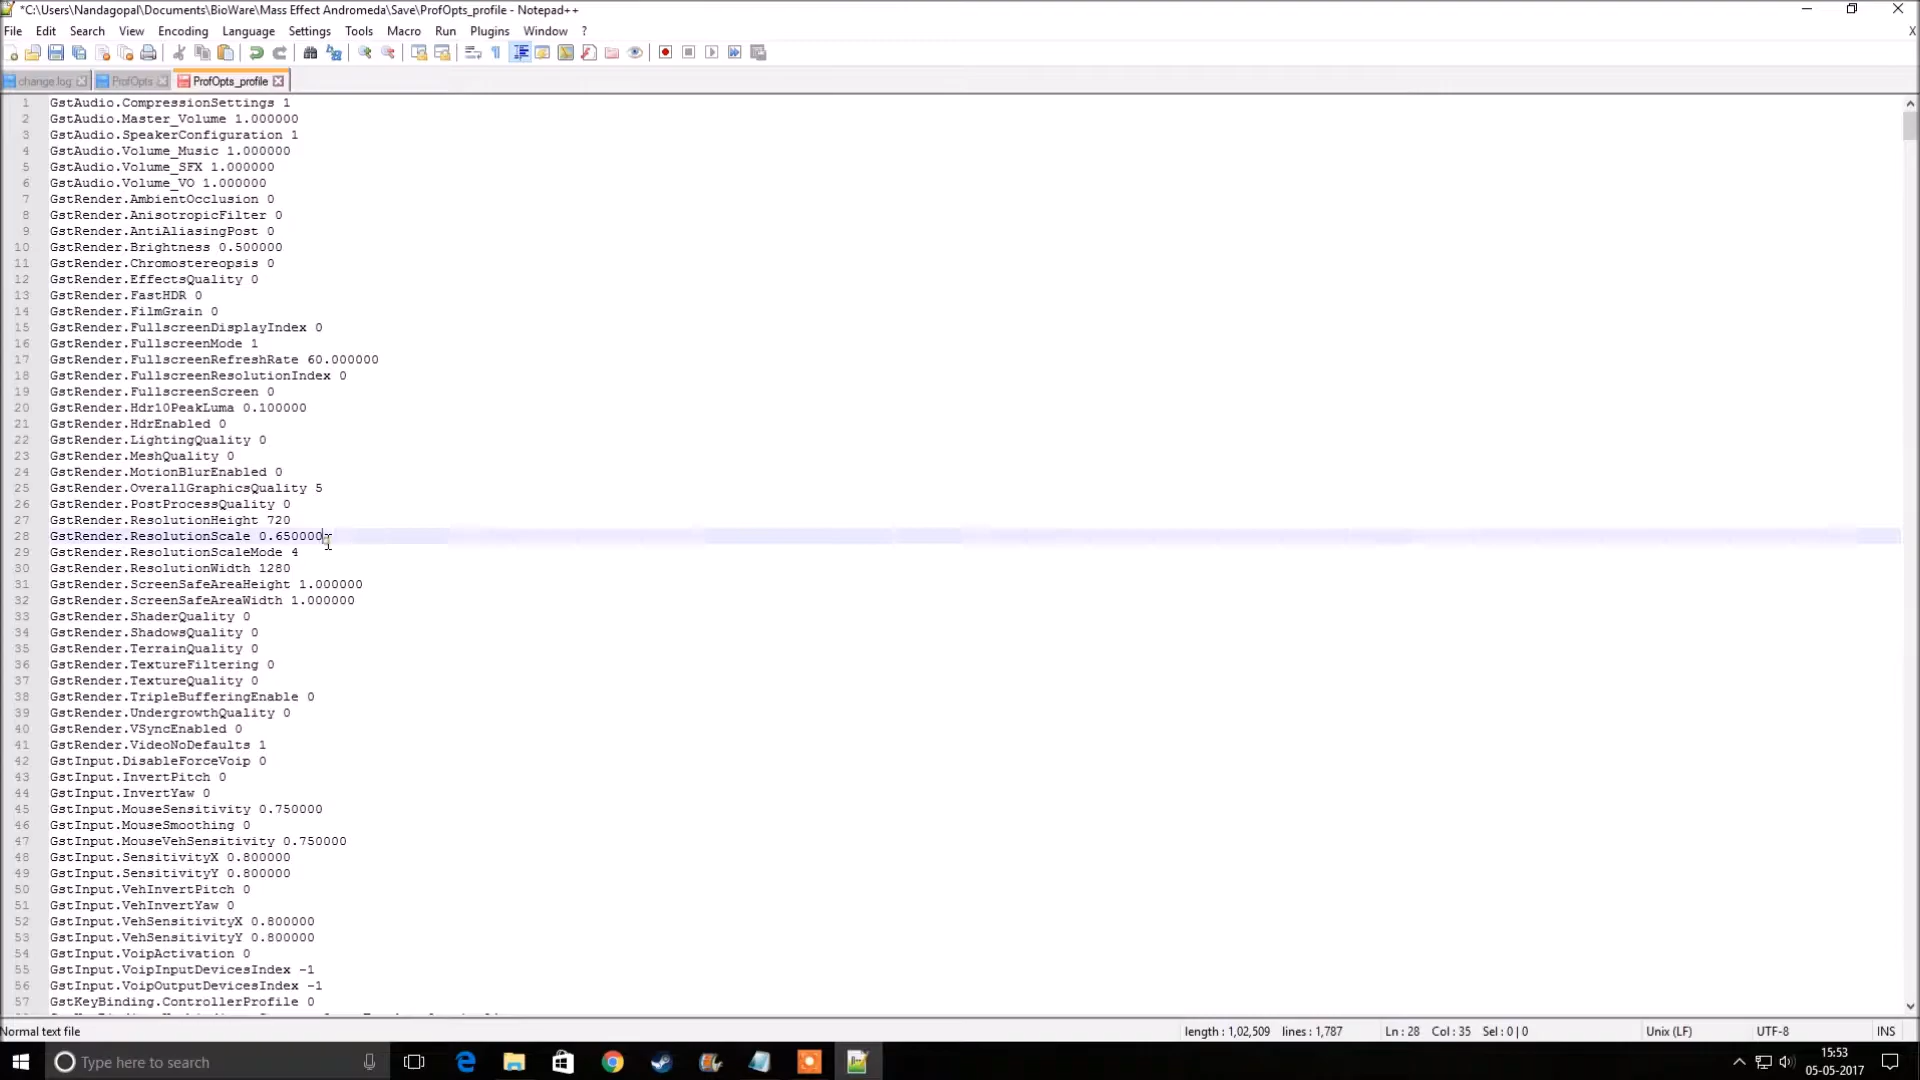 *C:\Users\Nandagopal\Documents\BioWare\Mass Effect Andromeda\Save\ProfOpts_profile - Notepad++
File Edit Search View Encoding Language Settings Tools Macro Run Plugins Window ? X
change.log ProfOpts ProfOpts_profile
1 GstAudio.CompressionSettings 1
2 GstAudio.Master_Volume 1.000000
3 GstAudio.SpeakerConfiguration 1
4 GstAudio.Volume_Music 1.000000
5 GstAudio.Volume_SFX 1.000000
6 GstAudio.Volume_VO 1.000000
7 GstRender.AmbientOcclusion 0
8 GstRender.AnisotropicFilter 0
9 GstRender.AntiAliasingPost 0
10 GstRender.Brightness 0.500000
11 GstRender.Chromostereopsis 0
12 GstRender.EffectsQuality 0
13 GstRender.FastHDR 0
14 GstRender.FilmGrain 0
15 GstRender.FullscreenDisplayIndex 0
16 GstRender.FullscreenMode 1
17 GstRender.FullscreenRefreshRate 60.000000
18 GstRender.FullscreenResolutionIndex 0
19 GstRender.FullscreenScreen 0
20 GstRender.Hdr10PeakLuma 0.100000
21 GstRender.HdrEnabled 0
22 GstRender.LightingQuality 0
23 GstRender.MeshQuality 0
24 GstRender.MotionBlurEnabled 0
25 GstRender.OverallGraphicsQuality 5
26 GstRender.PostProcessQuality 0
27 GstRender.ResolutionHeight 720
28 GstRender.ResolutionScale 0.650000
29 GstRender.ResolutionScaleMode 4
30 GstRender.ResolutionWidth 1280
31 GstRender.ScreenSafeAreaHeight 1.000000
32 GstRender.ScreenSafeAreaWidth 1.000000
33 GstRender.ShaderQuality 0
34 GstRender.ShadowsQuality 0
35 GstRender.TerrainQuality 0
36 GstRender.TextureFiltering 0
37 GstRender.TextureQuality 0
38 GstRender.TripleBufferingEnable 0
39 GstRender.UndergrowthQuality 0
40 GstRender.VSyncEnabled 0
41 GstRender.VideoNoDefaults 1
42 GstInput.DisableForceVoip 0
43 GstInput.InvertPitch 0
44 GstInput.InvertYaw 0
45 GstInput.MouseSensitivity 0.750000
46 GstInput.MouseSmoothing 0
47 GstInput.MouseVehSensitivity 0.750000
48 GstInput.SensitivityX 0.800000
49 GstInput.SensitivityY 0.800000
50 GstInput.VehInvertPitch 0
51 GstInput.VehInvertYaw 0
52 GstInput.VehSensitivityX 0.800000
53 GstInput.VehSensitivityY 0.800000
54 GstInput.VoipActivation 0
55 GstInput.VoipInputDevicesIndex -1
56 GstInput.VoipOutputDevicesIndex -1
57 GstKeyBinding.ControllerProfile 0
Normal text file length : 1,02,509 lines : 1,787 Ln : 28 Col : 35 Sel : 0 | 0 Unix (LF) UTF-8 INS
Type here to search 15:53
05-05-2017